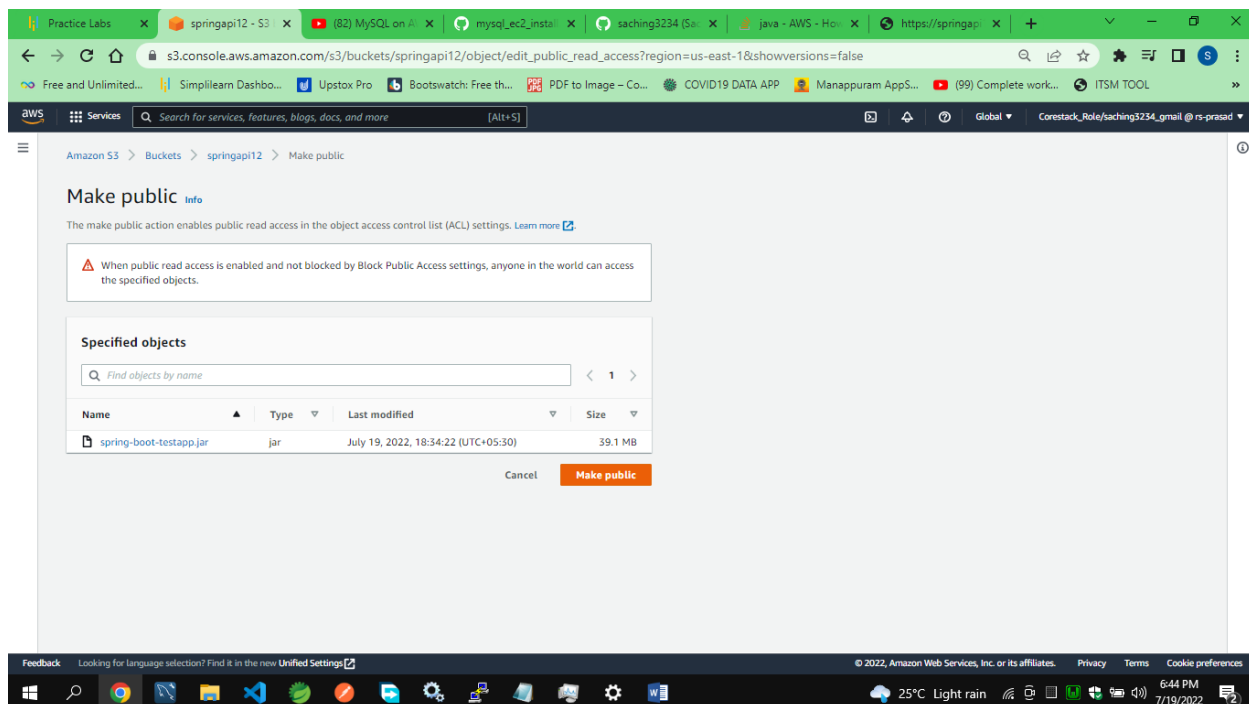 Practice Labs
springapi12 - S3
(82) MySQL on A
mysql_ec2_install
saching3234 (Sac
java - AWS - How
https://springapi
s3.console.aws.amazon.com/s3/buckets/springapi12/object/edit_public_read_access?region=us-east-1&showversions=false
S
Free and Unlimited...
Simplilearn Dashbo...
Upstox Pro
Bootswatch: Free th...
PDF to Image – Co...
COVID19 DATA APP
Manappuram AppS...
(99) Complete work...
ITSM TOOL
»
aws
Services
Search for services, features, blogs, docs, and more
[Alt+S]
Global
Corestack_Role/saching3234_gmail @ rs-prasad
Amazon S3 > Buckets > springapi12 > Make public
Make public Info
The make public action enables public read access in the object access control list (ACL) settings. Learn more
When public read access is enabled and not blocked by Block Public Access settings, anyone in the world can access
the specified objects.
Specified objects
Find objects by name
< 1 >
Name Type Last modified Size
spring-boot-testapp.jar jar July 19, 2022, 18:34:22 (UTC+05:30) 39.1 MB
Cancel Make public
Feedback Looking for language selection? Find it in the new Unified Settings
© 2022, Amazon Web Services, Inc. or its affiliates. Privacy Terms Cookie preferences
25°C Light rain
6:44 PM
7/19/2022
2